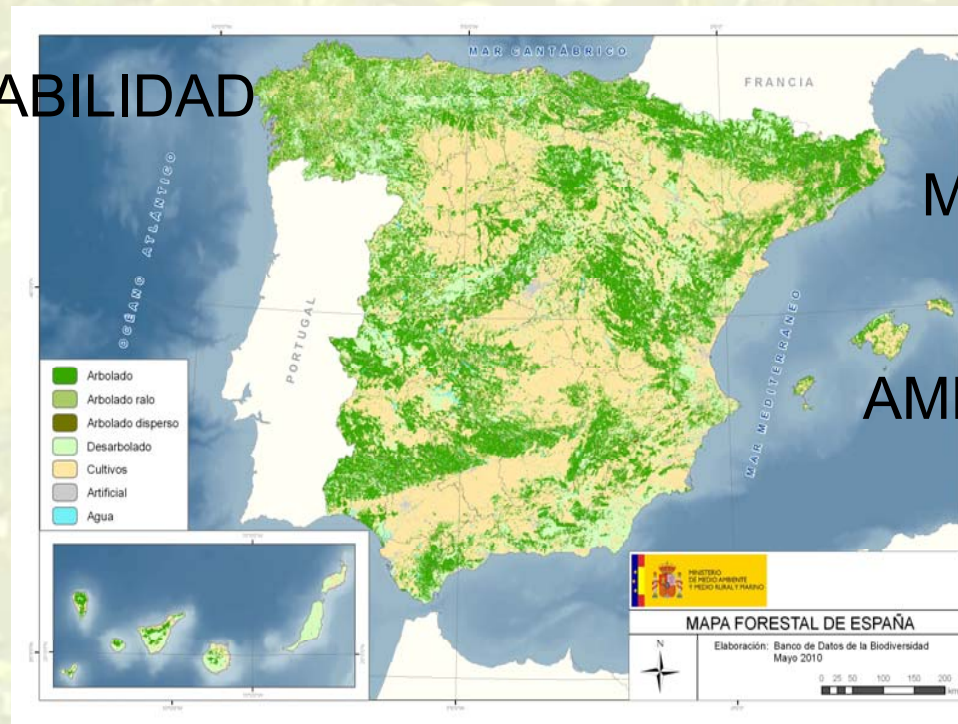 MAR CANTÁBRICO
FRANCIA
ABILIDAD
OCÉANO ATLÁNTICO
M
PORTUGAL
MAR MEDITERRÁNEO
AM
Arbolado
Arbolado ralo
Arbolado disperso
Desarbolado
Cultivos
Artificial
Agua
MINISTERIO
DE MEDIO AMBIENTE
Y MEDIO RURAL Y MARINO
MAPA FORESTAL DE ESPAÑA
N
Elaboración: Banco de Datos de la Biodiversidad
Mayo 2010
0 25 50 100 150 200
km